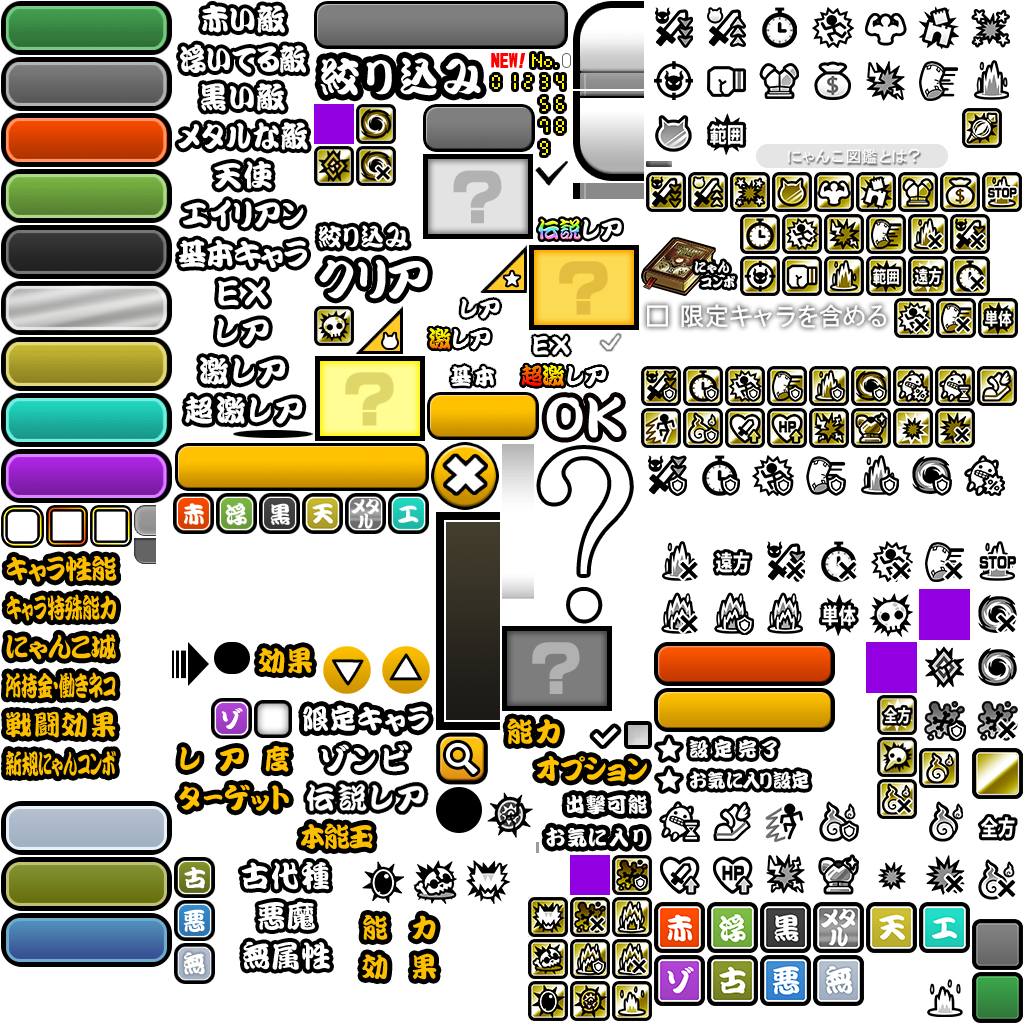 赤い敵
浮いてる敵
黒い敵
メタルな敵
天使
エイリアン
基本キャラ
EX
レア
激レア
超激レア
絞り込み
NEW!
No.
0 1 2 3 4
5 6
7 8
9
?
絞り込み
クリア
伝説レア
レア
激レア
EX
基本
超激レア
?
?
OK
赤
浮
黒
天
メタル
エ
キャラ性能
キャラ特殊能力
にゃんこ城
所持金・働きネコ
戦闘効果
新規にゃんコンボ
効果
ゾ
限定キャラ
レア度
ゾンビ
ターゲット
伝説レア
本能玉
古代種
悪魔
無属性
古
悪
無
能力
効果
?
?
能力
オプション
出撃可能
お気に入り
範囲
にゃんこ図鑑とは?
STOP
範囲
遠方
にゃん
コンボ
限定キャラを含める
単体
%
HP
%
遠方
STOP
単体
全方
設定完了
お気に入り設定
全方
HP
赤
浮
黒
メタル
天
エ
ゾ
古
悪
無